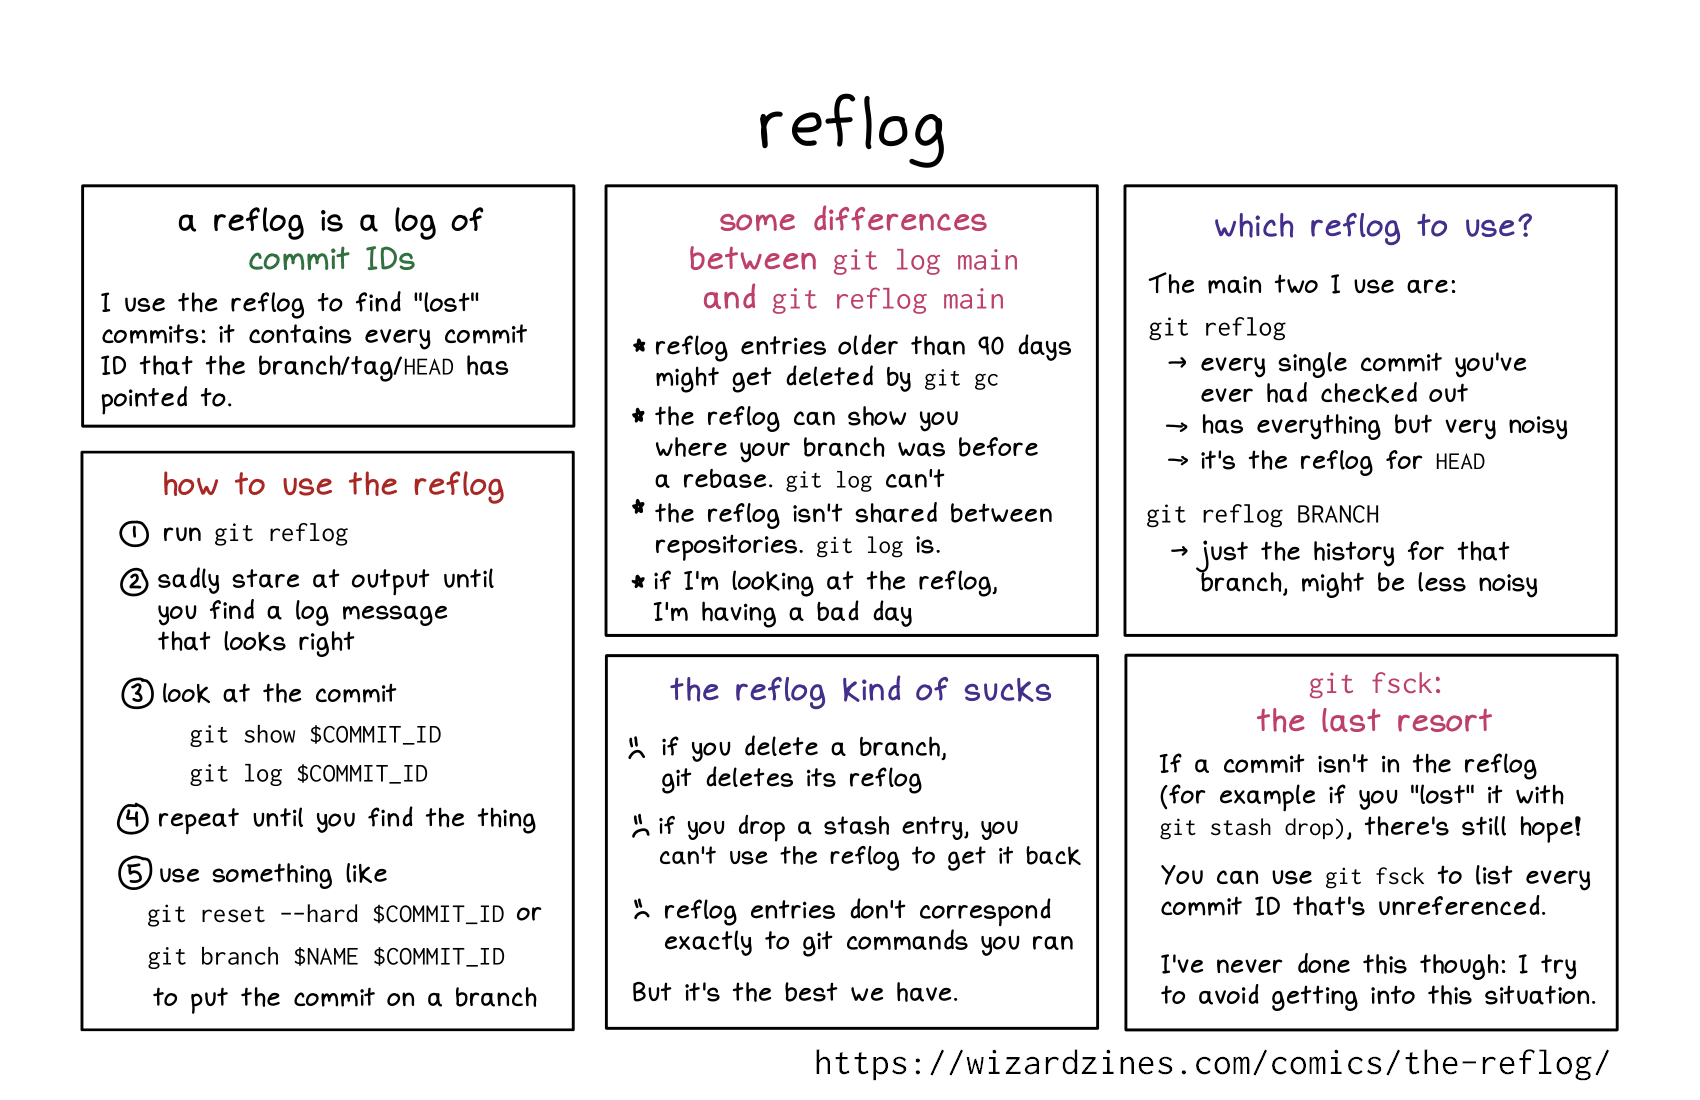 reflog
a reflog is a log of
commit IDs
I use the reflog to find "lost"
commits: it contains every commit
ID that the branch/tag/HEAD has
pointed to.
how to use the reflog
1 run git reflog
2 sadly stare at output until
you find a log message
that looks right
3 look at the commit
git show $COMMIT_ID
git log $COMMIT_ID
4 repeat until you find the thing
5 use something like
git reset --hard $COMMIT_ID or
git branch $NAME $COMMIT_ID
to put the commit on a branch
some differences
between git log main
and git reflog main
* reflog entries older than 90 days
might get deleted by git gc
* the reflog can show you
where your branch was before
a rebase. git log can't
* the reflog isn't shared between
repositories. git log is.
* if I'm looking at the reflog,
I'm having a bad day
the reflog kind of sucks
if you delete a branch,
git deletes its reflog
if you drop a stash entry, you
can't use the reflog to get it back
reflog entries don't correspond
exactly to git commands you ran
But it's the best we have.
which reflog to use?
The main two I use are:
git reflog
→ every single commit you've
ever had checked out
→ has everything but very noisy
→ it's the reflog for HEAD
git reflog BRANCH
→ just the history for that
branch, might be less noisy
git fsck:
the last resort
If a commit isn't in the reflog
(for example if you "lost" it with
git stash drop), there's still hope!
You can use git fsck to list every
commit ID that's unreferenced.
I've never done this though: I try
to avoid getting into this situation.
https://wizardzines.com/comics/the-reflog/